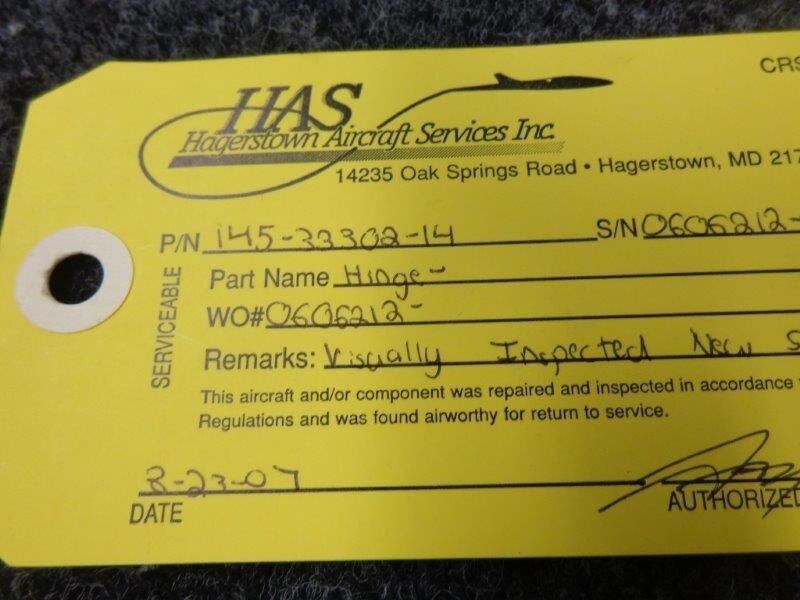 CRS
HAS
Hagerstown Aircraft Services Inc.
14235 Oak Springs Road • Hagerstown, MD 217
P/N 145-33302-14 S/N 0606212-
SERVICEABLE
Part Name Hinge-
WO# 0606212-
Remarks: Visually Inspected New S
This aircraft and/or component was repaired and inspected in accordance
Regulations and was found airworthy for return to service.
8-23-07
DATE AUTHORIZED